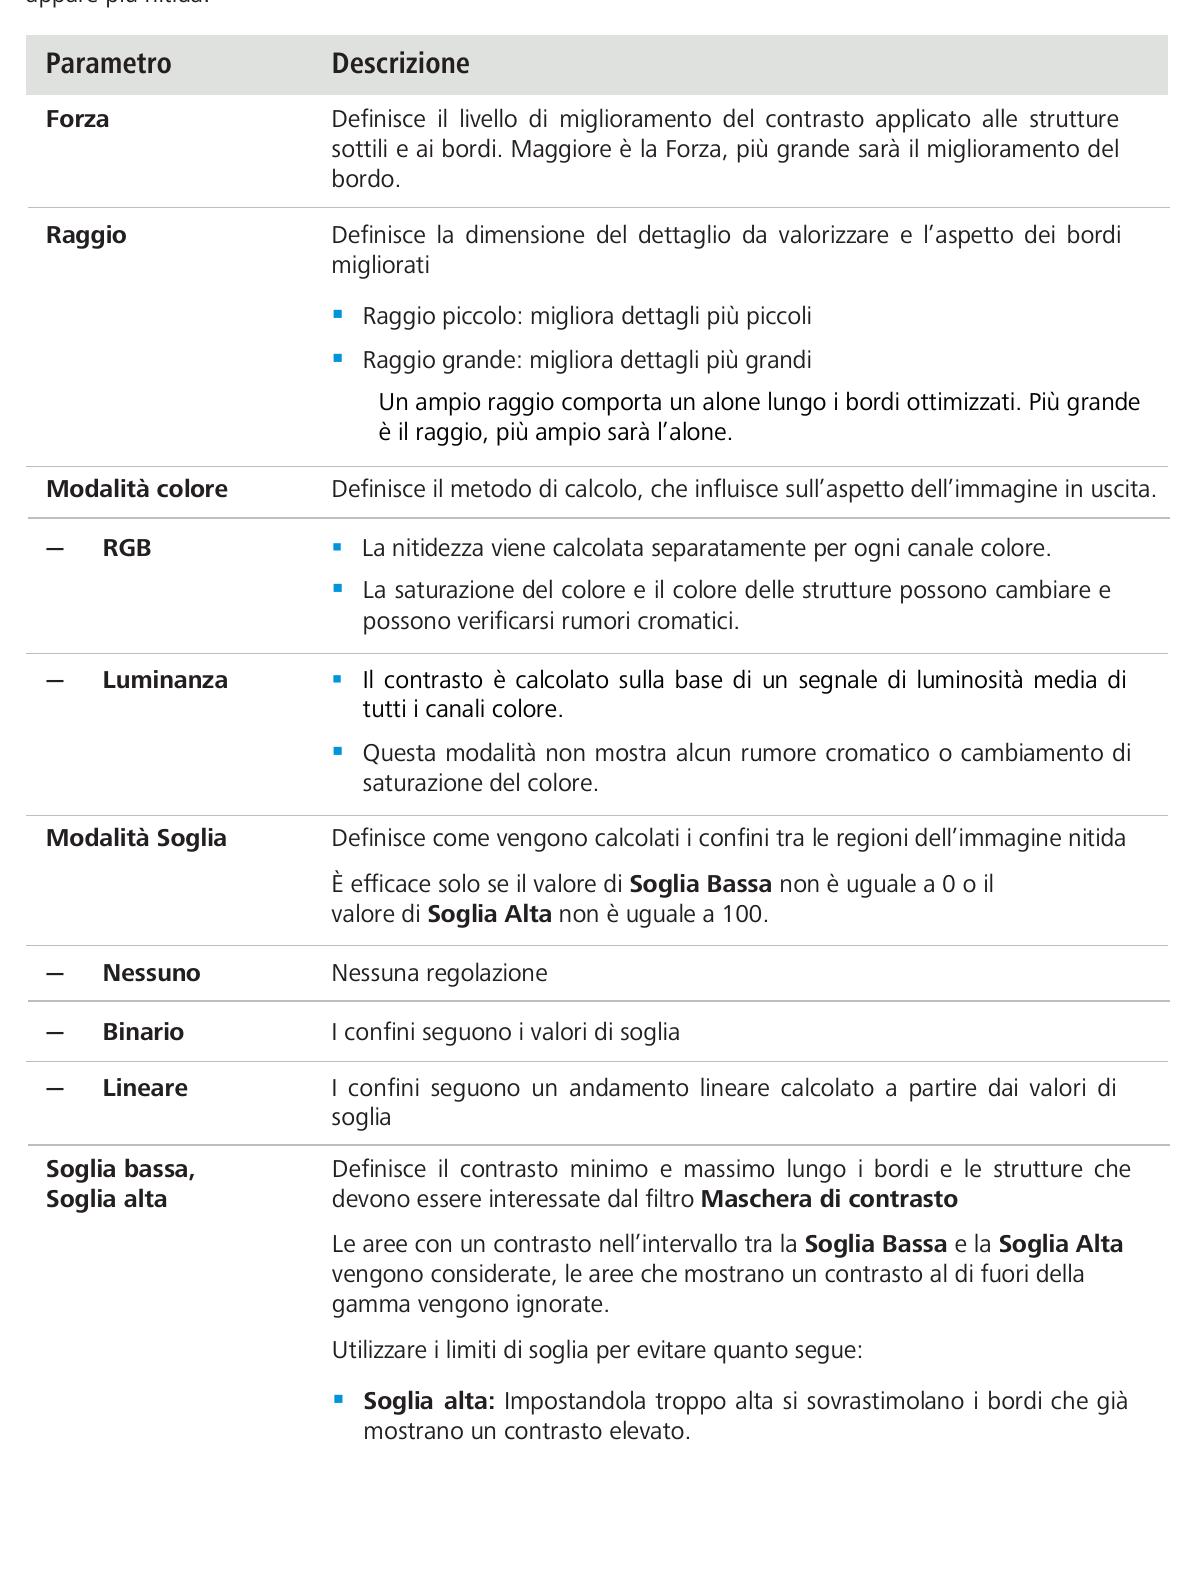 appare più nitida.
Parametro Descrizione
Forza Definisce il livello di miglioramento del contrasto applicato alle strutture
sottili e ai bordi. Maggiore è la Forza, più grande sarà il miglioramento del
bordo.
Raggio Definisce la dimensione del dettaglio da valorizzare e l'aspetto dei bordi
migliorati
▪ Raggio piccolo: migliora dettagli più piccoli
▪ Raggio grande: migliora dettagli più grandi
Un ampio raggio comporta un alone lungo i bordi ottimizzati. Più grande
è il raggio, più ampio sarà l'alone.
Modalità colore Definisce il metodo di calcolo, che influisce sull'aspetto dell'immagine in uscita.
— RGB ▪ La nitidezza viene calcolata separatamente per ogni canale colore.
▪ La saturazione del colore e il colore delle strutture possono cambiare e
possono verificarsi rumori cromatici.
— Luminanza ▪ Il contrasto è calcolato sulla base di un segnale di luminosità media di
tutti i canali colore.
▪ Questa modalità non mostra alcun rumore cromatico o cambiamento di
saturazione del colore.
Modalità Soglia Definisce come vengono calcolati i confini tra le regioni dell'immagine nitida
È efficace solo se il valore di Soglia Bassa non è uguale a 0 o il
valore di Soglia Alta non è uguale a 100.
— Nessuno Nessuna regolazione
— Binario I confini seguono i valori di soglia
— Lineare I confini seguono un andamento lineare calcolato a partire dai valori di
soglia
Soglia bassa, Definisce il contrasto minimo e massimo lungo i bordi e le strutture che
Soglia alta devono essere interessate dal filtro Maschera di contrasto
Le aree con un contrasto nell'intervallo tra la Soglia Bassa e la Soglia Alta
vengono considerate, le aree che mostrano un contrasto al di fuori della
gamma vengono ignorate.
Utilizzare i limiti di soglia per evitare quanto segue:
▪ Soglia alta: Impostandola troppo alta si sovrastimolano i bordi che già
mostrano un contrasto elevato.